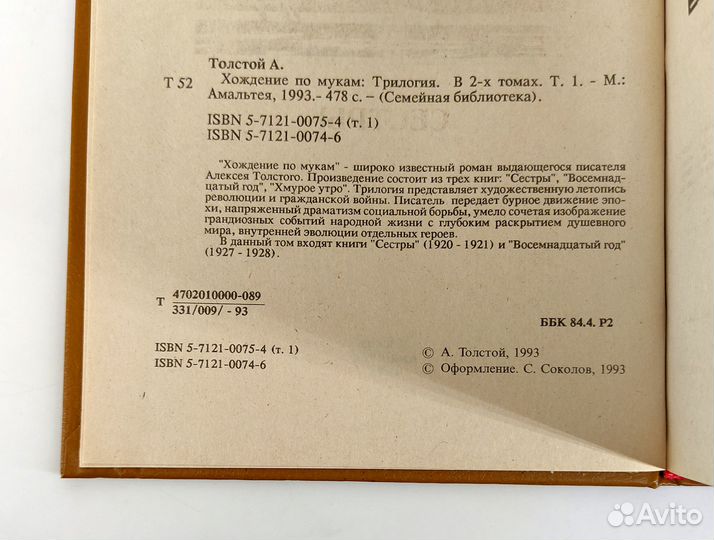 Толстой А.
Т 52 Хождение по мукам: Трилогия. В 2-х томах. Т. 1. - М.:
Амальтея, 1993.- 478 с. – (Семейная библиотека).
ISBN 5-7121-0075-4 (т. 1)
ISBN 5-7121-0074-6
"Хождение по мукам" - широко известный роман выдающегося писателя
Алексея Толстого. Произведение состоит из трех книг: "Сестры", "Восемнад-
цатый год", "Хмурое утро". Трилогия представляет художественную летопись
революции и гражданской войны. Писатель передает бурное движение эпо-
хи, напряженный драматизм социальной борьбы, умело сочетая изображение
грандиозных событий народной жизни с глубоким раскрытием душевного
мира, внутренней эволюции отдельных героев.
В данный том входят книги "Сестры" (1920 - 1921) и "Восемнадцатый год"
(1927 - 1928).
Т 4702010000-089
331/009/ - 93
ББК 84.4. Р2
ISBN 5-7121-0075-4 (т. 1)
ISBN 5-7121-0074-6
© А. Толстой, 1993
© Оформление. С. Соколов, 1993
Avito